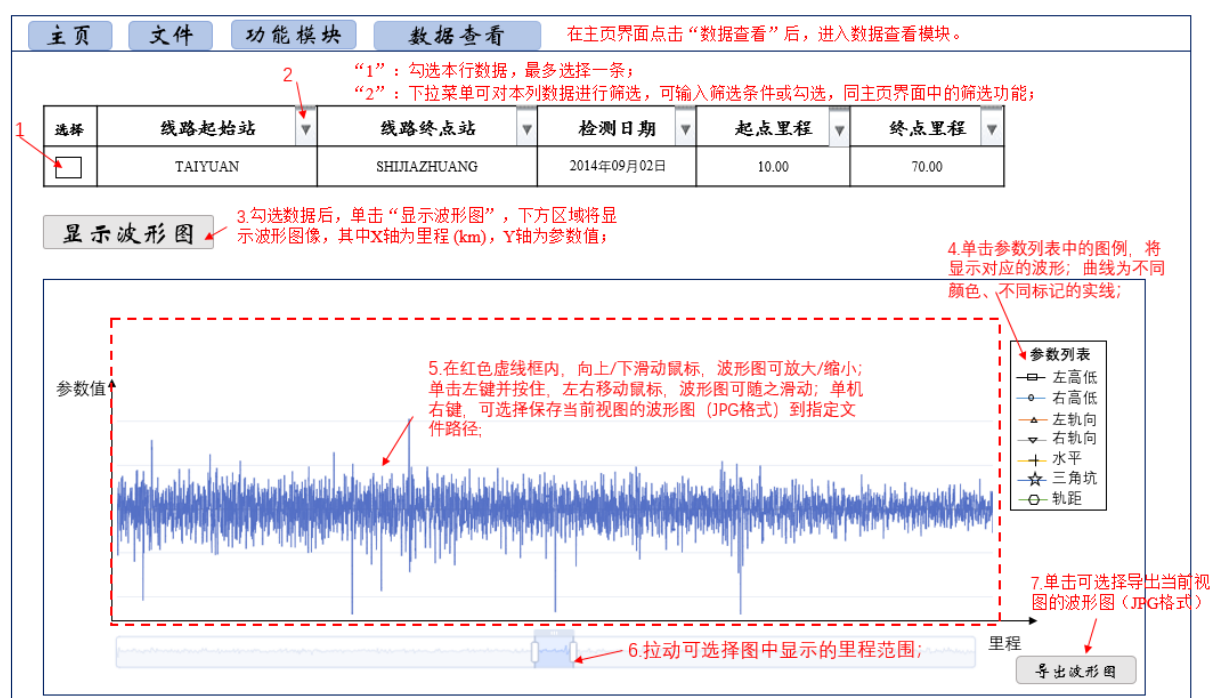 主页 文件 功能模块 数据查看 在主页界面点击“数据查看”后，进入数据查看模块。
“1”：勾选本行数据，最多选择一条；
2
“2”：下拉菜单可对本列数据进行筛选，可输入筛选条件或勾选，同主页界面中的筛选功能；
1
选择 线路起始站 线路终点站 检测日期 起点里程 终点里程
TAIYUAN SHIJIAZHUANG 2014年09月02日 10.00 70.00
显示波形图
3.勾选数据后，单击“显示波形图”，下方区域将显
示波形图像，其中X轴为里程(km)，Y轴为参数值；
4.单击参数列表中的图例，将
显示对应的波形；曲线为不同
颜色、不同标记的实线；
参数列表
左高低
右高低
左轨向
右轨向
水平
三角坑
轨距
参数值
5.在红色虚线框内，向上/下滑动鼠标，波形图可放大/缩小；
单击左键并按住，左右移动鼠标，波形图可随之滑动；单机
右键，可选择保存当前视图的波形图（JPG格式）到指定文
件路径；
里程
6.拉动可选择图中显示的里程范围；
7.单击可选择导出当前视
图的波形图（JPG格式）
导出波形图